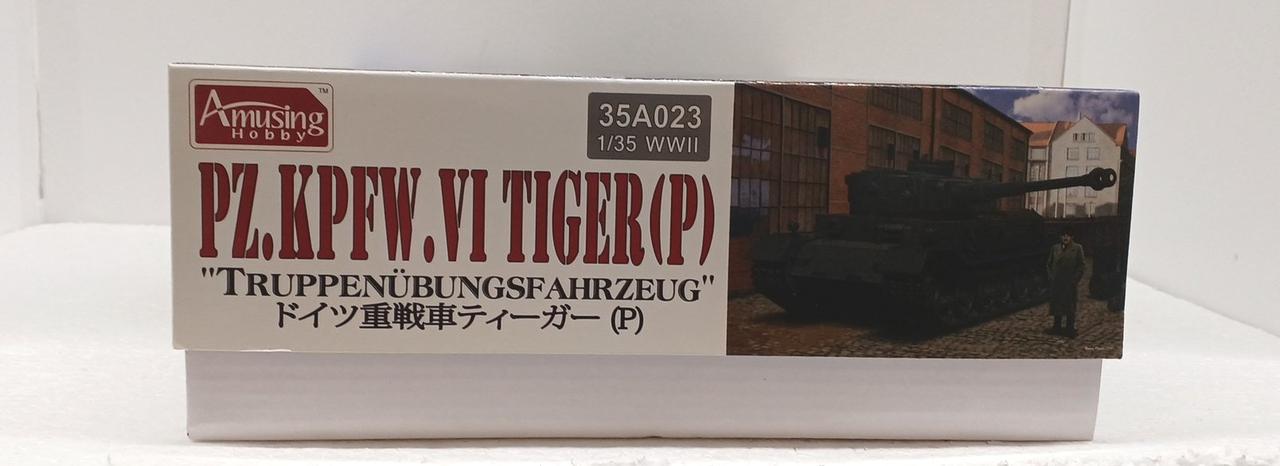 Amusing
Hobby
TM
35A023
1/35 WWII
PZ.KPFW.VI TIGER(P)
"TRUPPENÜBUNGSFAHRZEUG"
ドイツ重戦車ティーガー (P)